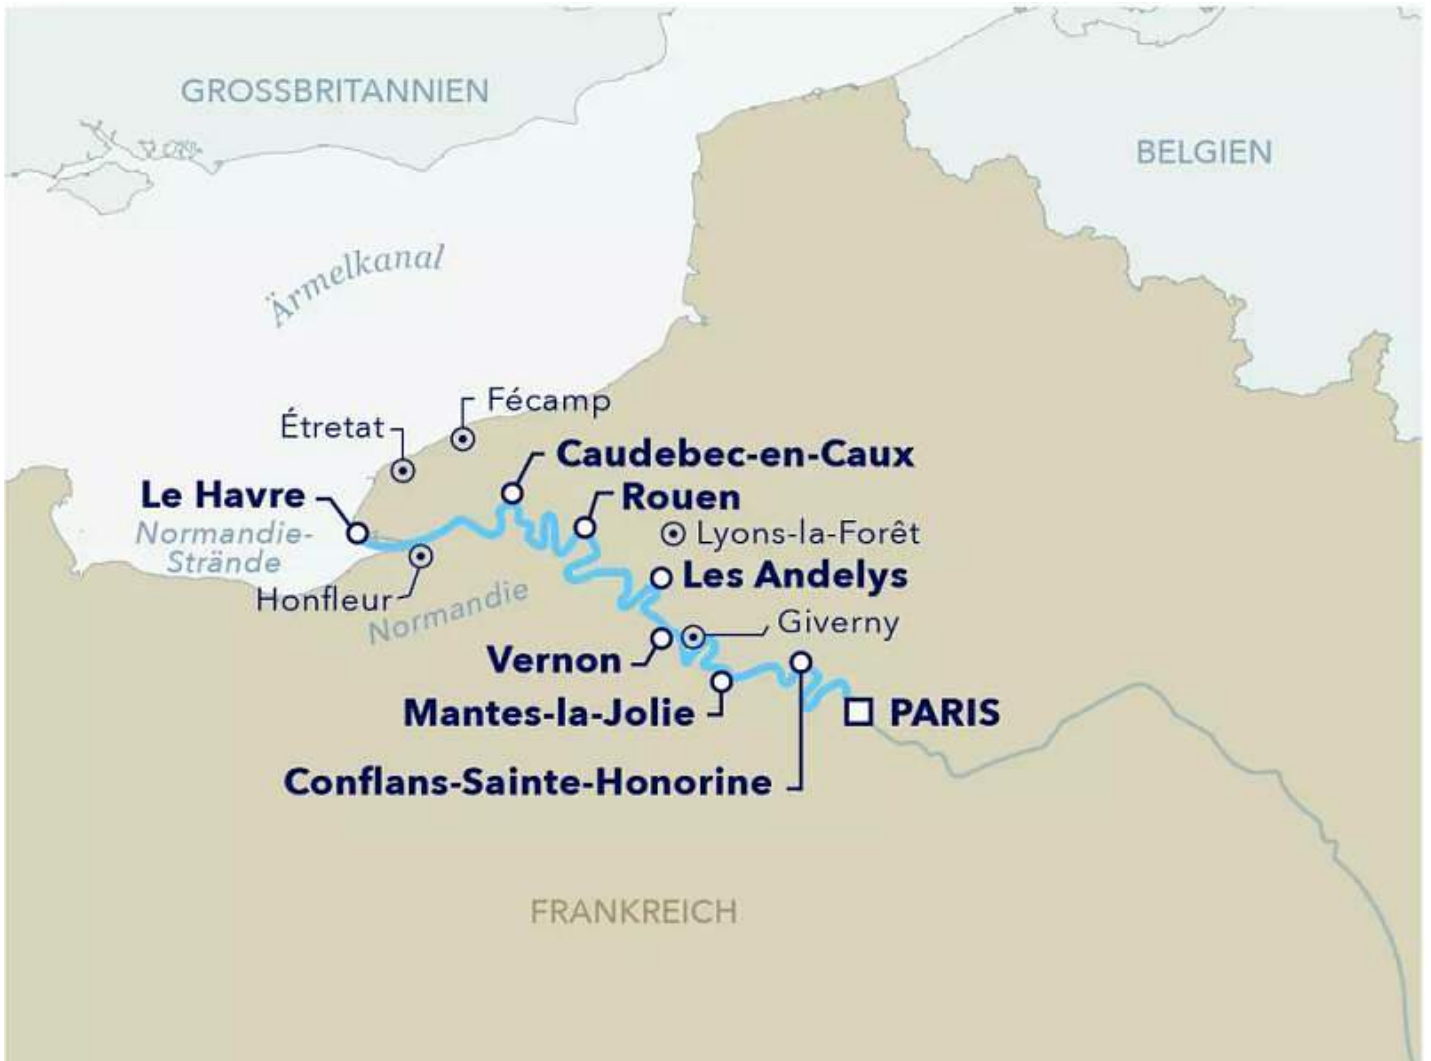 GROSSBRITANNIEN
BELGIEN
Ärmelkanal
Fécamp
Étretat
Caudebec-en-Caux
Le Havre
Rouen
Normandie-
Strände
Lyons-la-Forêt
Les Andelys
Honfleur
Normandie
Giverny
Vernon
Mantes-la-Jolie
PARIS
Conflans-Sainte-Honorine
FRANKREICH